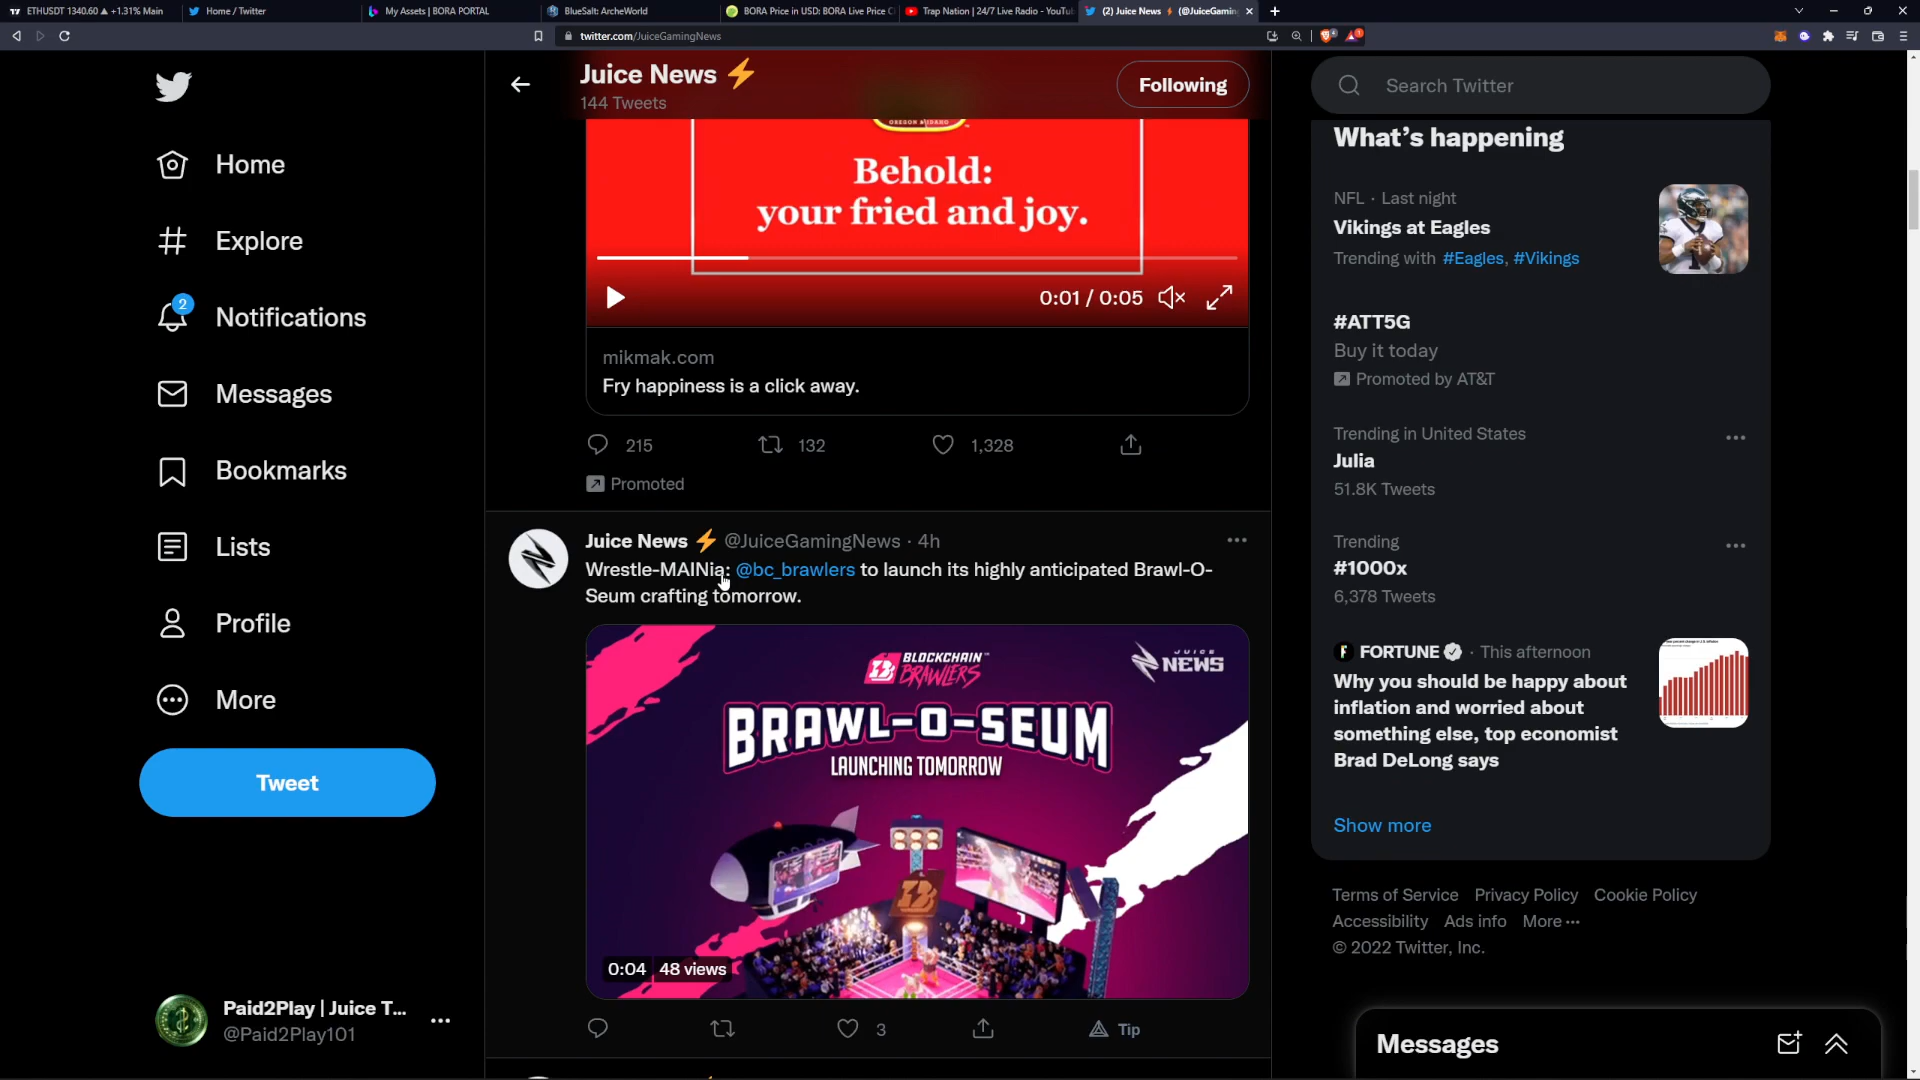 ETHUSDT 1340.60 ▲ +1.31% Main
Home / Twitter
My Assets | BORA PORTAL
BlueSalt: ArcheWorld
BORA Price in USD: BORA Live Price C
Trap Nation | 24/7 Live Radio - YouTu
(2) Juice News ⚡ (@JuiceGamin
twitter.com/JuiceGamingNews
Juice News ⚡
144 Tweets
Following
Search Twitter
Home
Explore
2
Notifications
Messages
Bookmarks
Lists
Profile
More
Tweet
Paid2Play | Juice T...
@Paid2Play101
OREGON & IDAHO
Behold:
your fried and joy.
0:01 / 0:05
mikmak.com
Fry happiness is a click away.
215 132 1,328
Promoted
Juice News ⚡ @JuiceGamingNews · 4h
Wrestle-MAINia: @bc_brawlers to launch its highly anticipated Brawl-O-
Seum crafting tomorrow.
BLOCKCHAIN
BRAWLERS
JUICE
NEWS
BRAWL-O-SEUM
LAUNCHING TOMORROW
0:04 48 views
3
Tip
What's happening
NFL · Last night
Vikings at Eagles
Trending with #Eagles, #Vikings
#ATT5G
Buy it today
Promoted by AT&T
Trending in United States
Julia
51.8K Tweets
Trending
#1000x
6,378 Tweets
FORTUNE · This afternoon
Why you should be happy about
inflation and worried about
something else, top economist
Brad DeLong says
Show more
Terms of Service Privacy Policy Cookie Policy
Accessibility Ads info More ···
© 2022 Twitter, Inc.
Messages